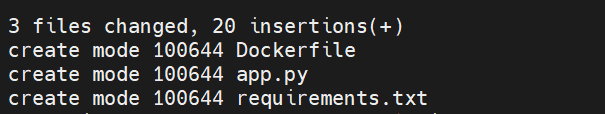 3 files changed, 20 insertions(+)
create mode 100644 Dockerfile
create mode 100644 app.py
create mode 100644 requirements.txt